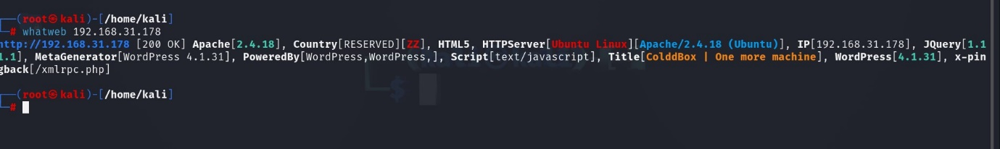 (root㉿kali)-[/home/kali]
# whatweb 192.168.31.178
http://192.168.31.178 [200 OK] Apache[2.4.18], Country[RESERVED][ZZ], HTML5, HTTPServer[Ubuntu Linux][Apache/2.4.18 (Ubuntu)], IP[192.168.31.178], JQuery[1.1
1.1], MetaGenerator[WordPress 4.1.31], PoweredBy[WordPress,WordPress,], Script[text/javascript], Title[ColddBox | One more machine], WordPress[4.1.31], x-pin
gback[/xmlrpc.php]
(root㉿kali)-[/home/kali]
#